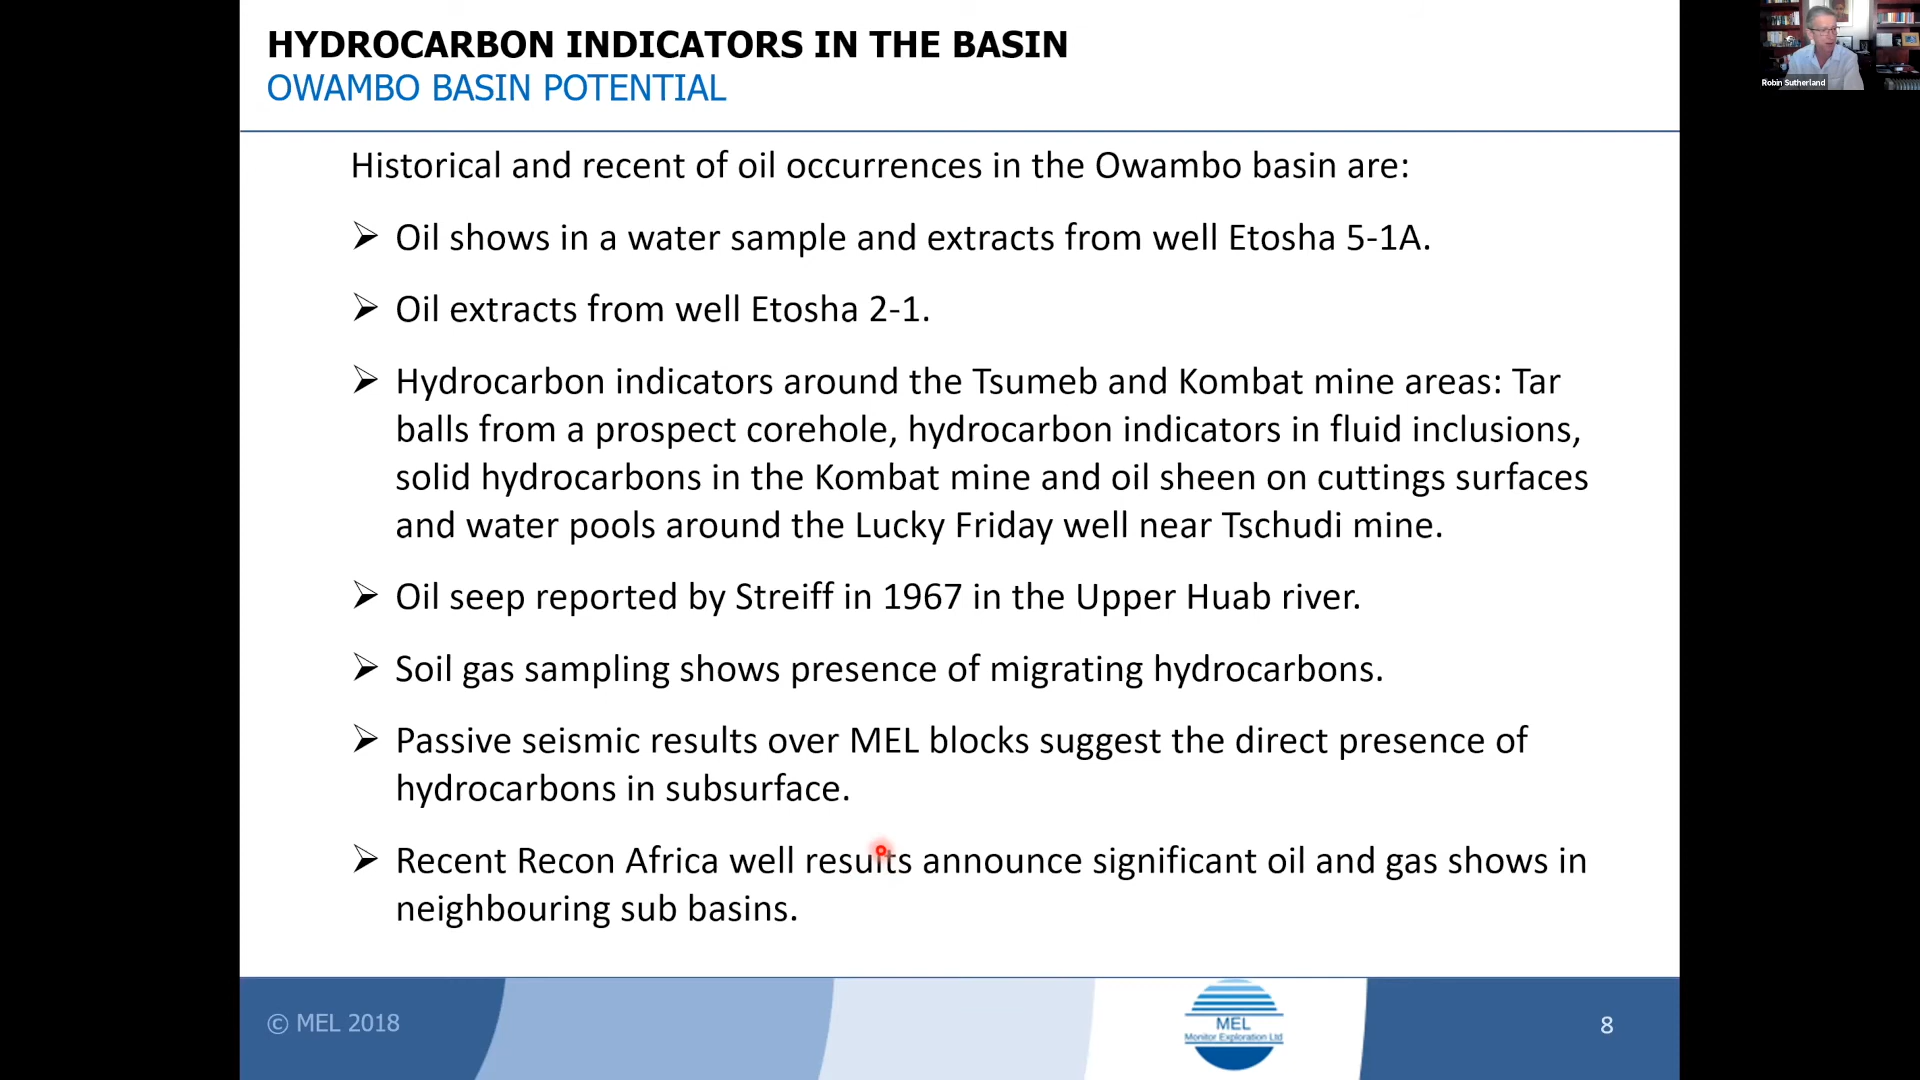 HYDROCARBON INDICATORS IN THE BASIN
OWAMBO BASIN POTENTIAL
Robin Sutherland
Historical and recent of oil occurrences in the Owambo basin are:
➢ Oil shows in a water sample and extracts from well Etosha 5-1A.
➢ Oil extracts from well Etosha 2-1.
➢ Hydrocarbon indicators around the Tsumeb and Kombat mine areas: Tar
balls from a prospect corehole, hydrocarbon indicators in fluid inclusions,
solid hydrocarbons in the Kombat mine and oil sheen on cuttings surfaces
and water pools around the Lucky Friday well near Tschudi mine.
➢ Oil seep reported by Streiff in 1967 in the Upper Huab river.
➢ Soil gas sampling shows presence of migrating hydrocarbons.
➢ Passive seismic results over MEL blocks suggest the direct presence of
hydrocarbons in subsurface.
➢ Recent Recon Africa well results announce significant oil and gas shows in
neighbouring sub basins.
© MEL 2018
MEL
Monitor Exploration Ltd
8